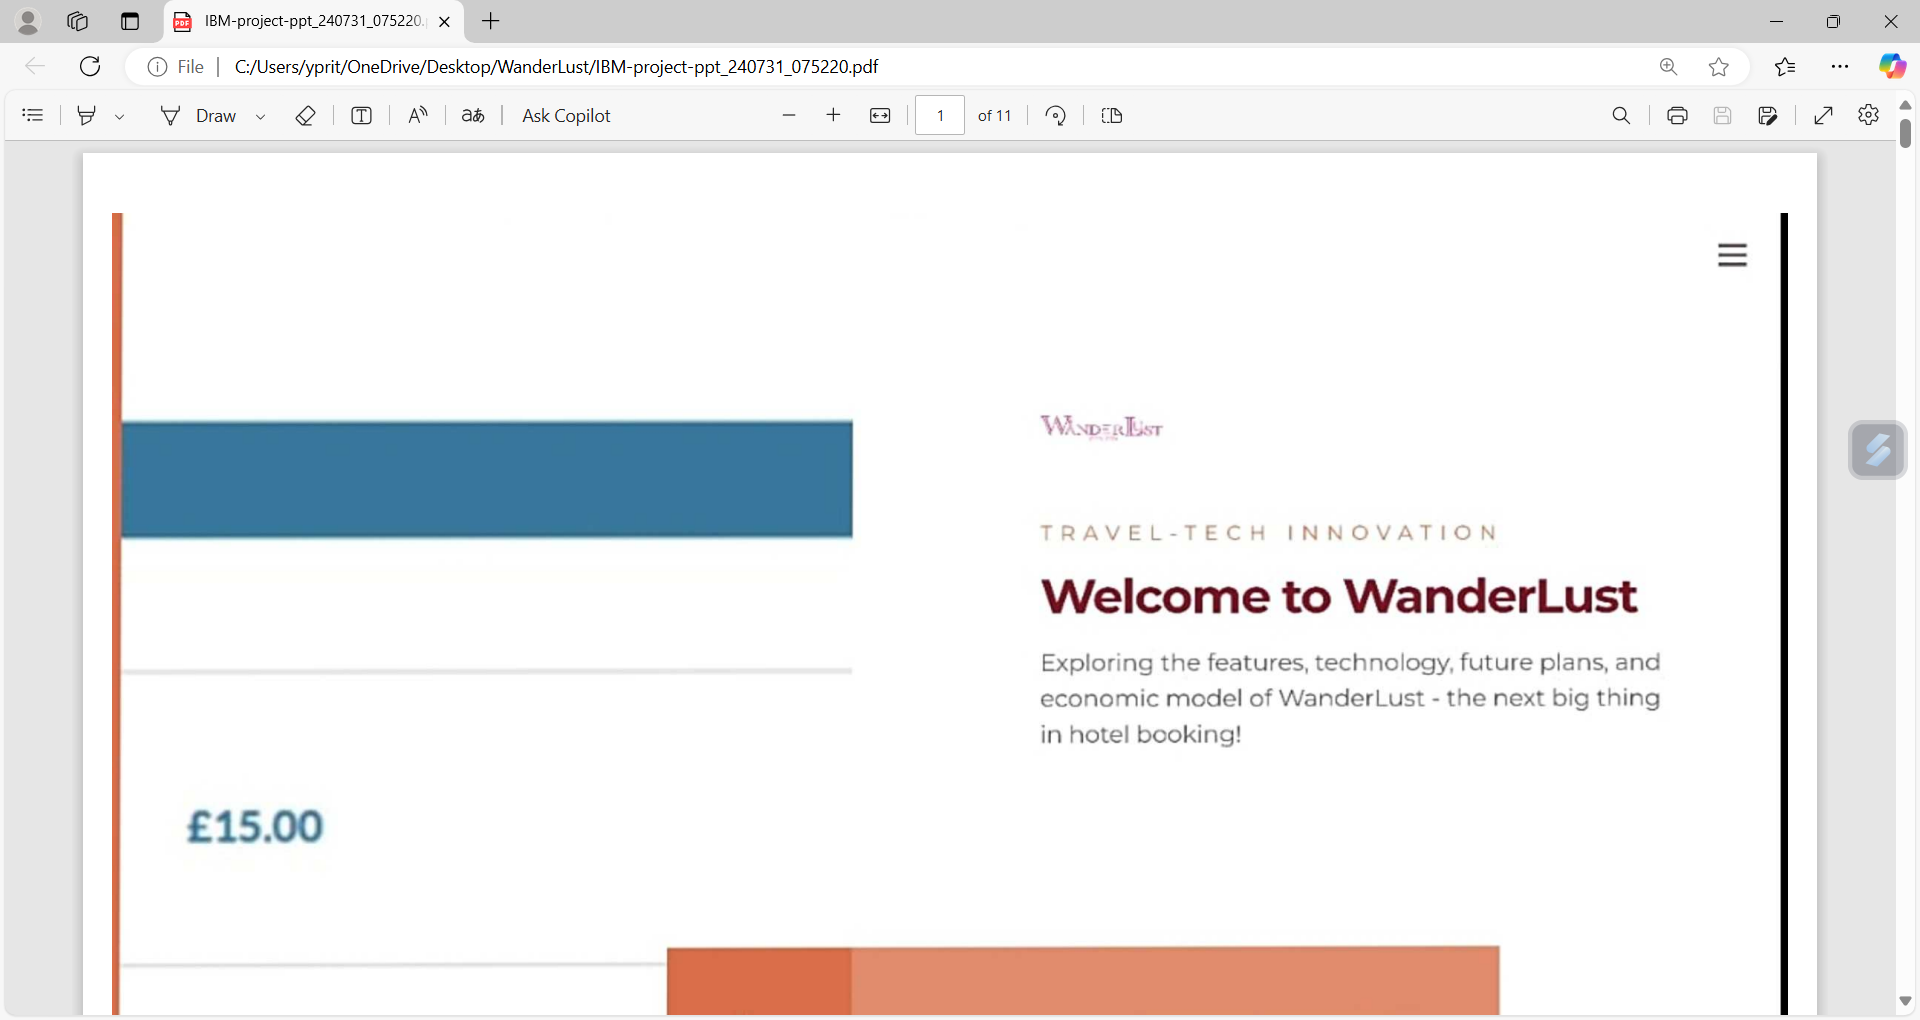 IBM-project-ppt_240731_075220.
File
C:/Users/yprit/OneDrive/Desktop/WanderLust/IBM-project-ppt_240731_075220.pdf
Draw
Ask Copilot
1 of 11
WANDERLUST
TRAVEL-TECH INNOVATION
Welcome to WanderLust
Exploring the features, technology, future plans, and
economic model of WanderLust - the next big thing
in hotel booking!
£15.00